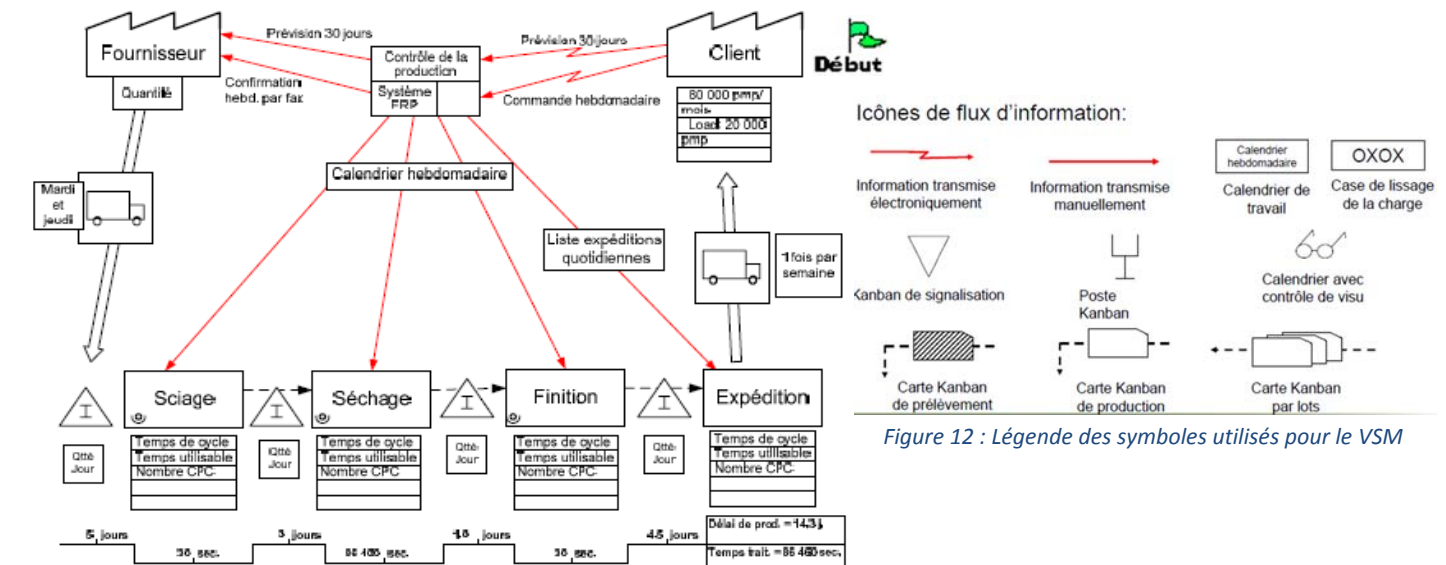 Fournisseur
Quantité
Prévision 30 jours
Confirmation
hebd. par fax
Contrôle de la
production
Système
Prévision 30 jours
Commande hebdomadaire
Client
80 000 pmp/
mois
Load 20 000
pmp
Début
Mardi
et
jeudi
Calendrier hebdomadaire
Liste expéditions
quotidiennes
1 fois par
semaine
I
Sciage
I
Séchage
I
Finition
I
Expédition
Qtté
Jour
Temps de cycle
Temps utilisable
Nombre CPC
Qtté
Jour
Temps de cycle
Temps utilisable
Nombre CPC
Qtté
Jour
Temps de cycle
Temps utilisable
Nombre CPC
Qtté
Jour
Temps de cycle
Temps utilisable
Nombre CPC
5 jours
3 jours
jours
4.5 jours
Délai de prod. = 14.3 j.
sec.
sec.
sec.
Temps trait. = sec.
Icônes de flux d'information:
Information transmise
électroniquement
Information transmise
manuellement
Calendrier
hebdomadaire
Calendrier de
travail
OXOX
Case de lissage
de la charge
Kanban de signalisation
Poste
Kanban
Calendrier avec
contrôle de visu
Carte Kanban
de prélèvement
Carte Kanban
de production
Carte Kanban
par lots
Figure 12 : Légende des symboles utilisés pour le VSM